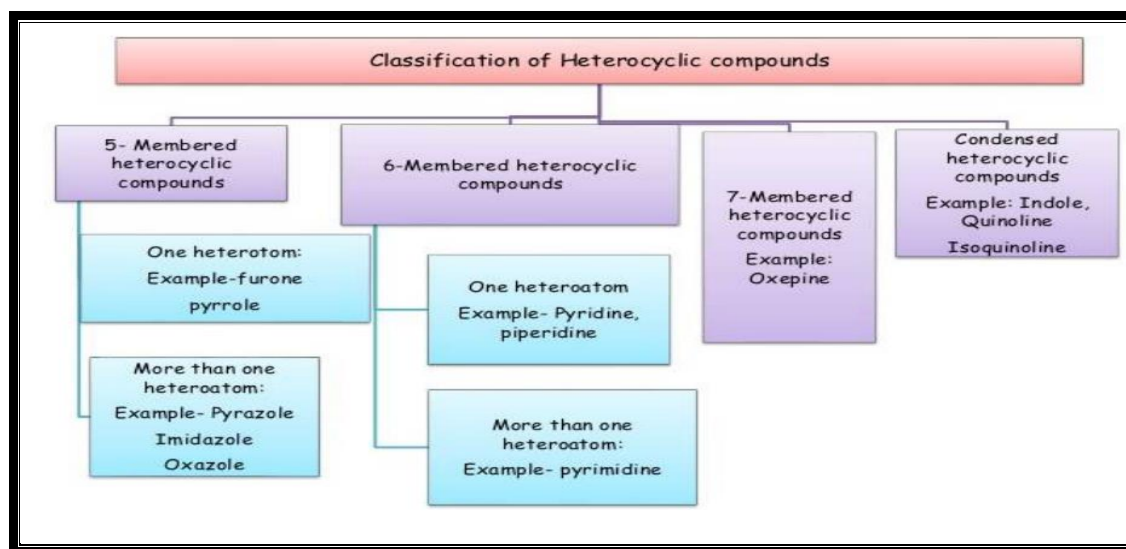 Classification of Heterocyclic compounds
5- Membered
heterocyclic
compounds
One heterotom:
Example-furone
pyrrole
More than one
heteroatom:
Example- Pyrazole
Imidazole
Oxazole
6-Membered heterocyclic
compounds
One heteroatom
Example- Pyridine,
piperidine
More than one
heteroatom:
Example- pyrimidine
7-Membered
heterocyclic
compounds
Example:
Oxepine
Condensed
heterocyclic
compounds
Example: Indole,
Quinoline
Isoquinoline